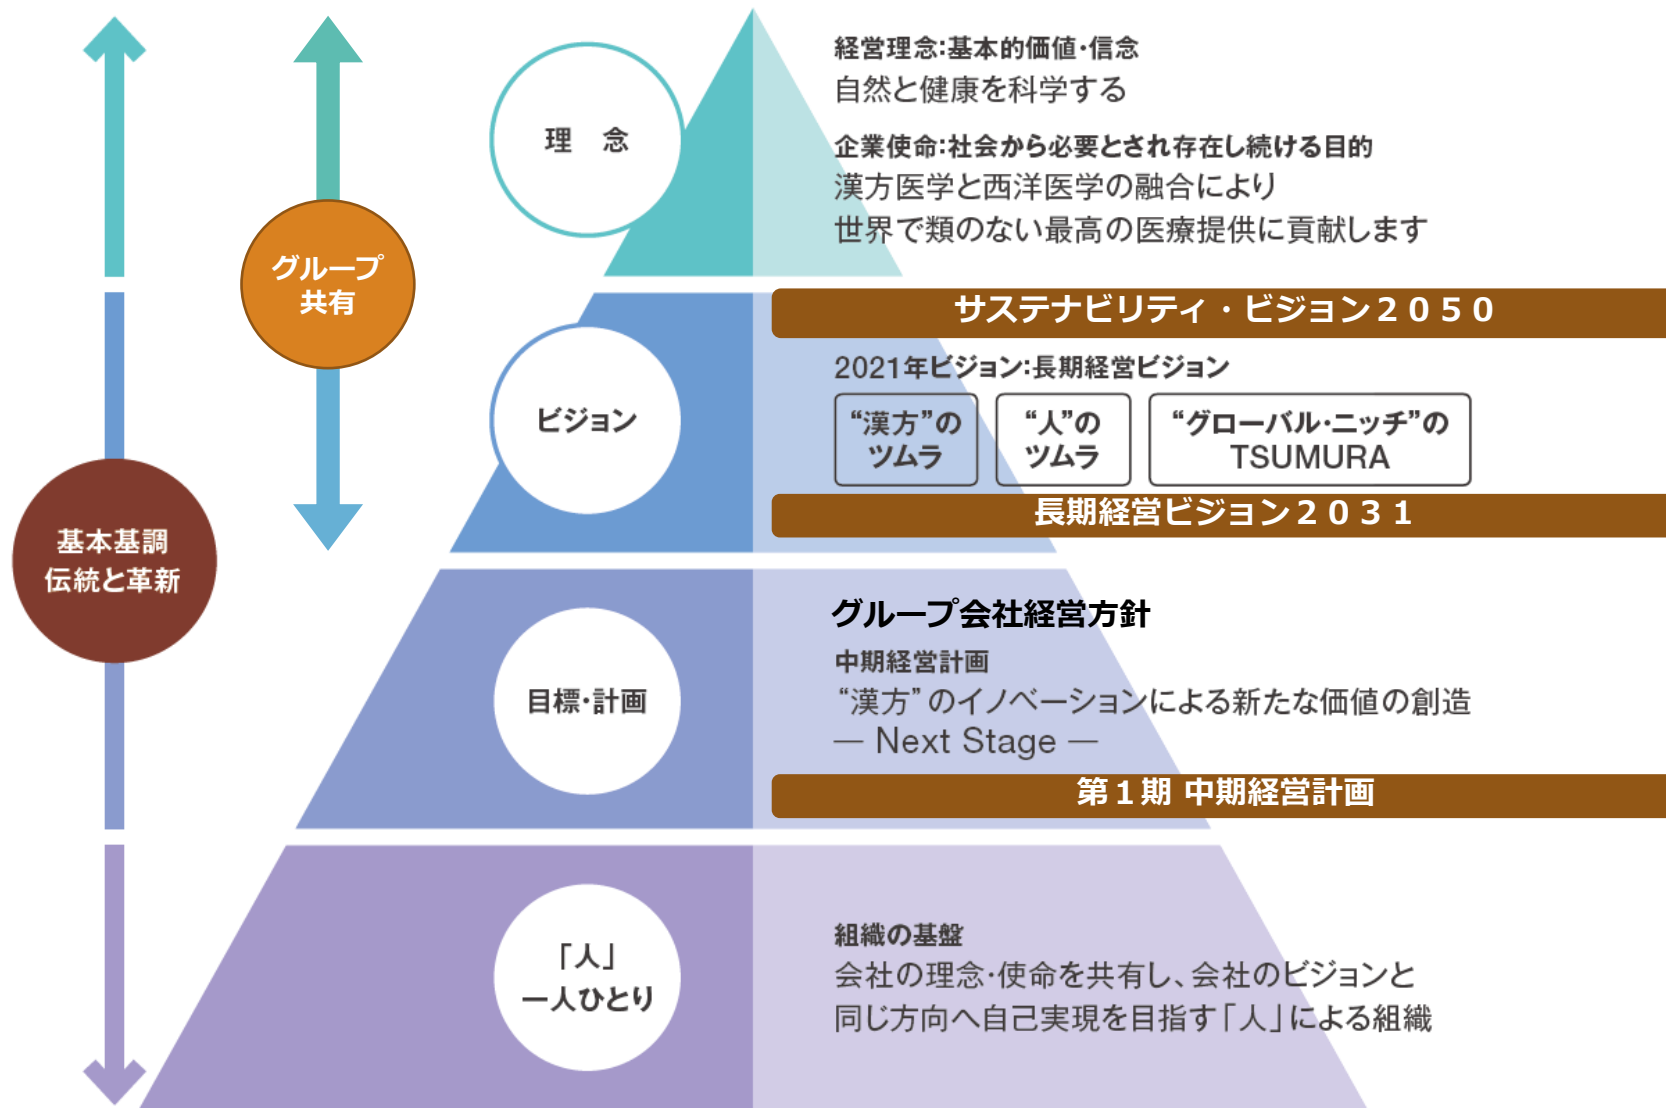 理　念
経営理念:基本的価値・信念
自然と健康を科学する
企業使命:社会から必要とされ存在し続ける目的
漢方医学と西洋医学の融合により
世界で類のない最高の医療提供に貢献します
グループ
共有
サステナビリティ・ビジョン２０５０
ビジョン
2021年ビジョン:長期経営ビジョン
“漢方”の
ツムラ
“人”の
ツムラ
“グローバル・ニッチ”の
TSUMURA
長期経営ビジョン２０３１
基本基調
伝統と革新
目標・計画
グループ会社経営方針
中期経営計画
“漢方”のイノベーションによる新たな価値の創造
— Next Stage —
第１期 中期経営計画
「人」
一人ひとり
組織の基盤
会社の理念・使命を共有し、会社のビジョンと
同じ方向へ自己実現を目指す「人」による組織